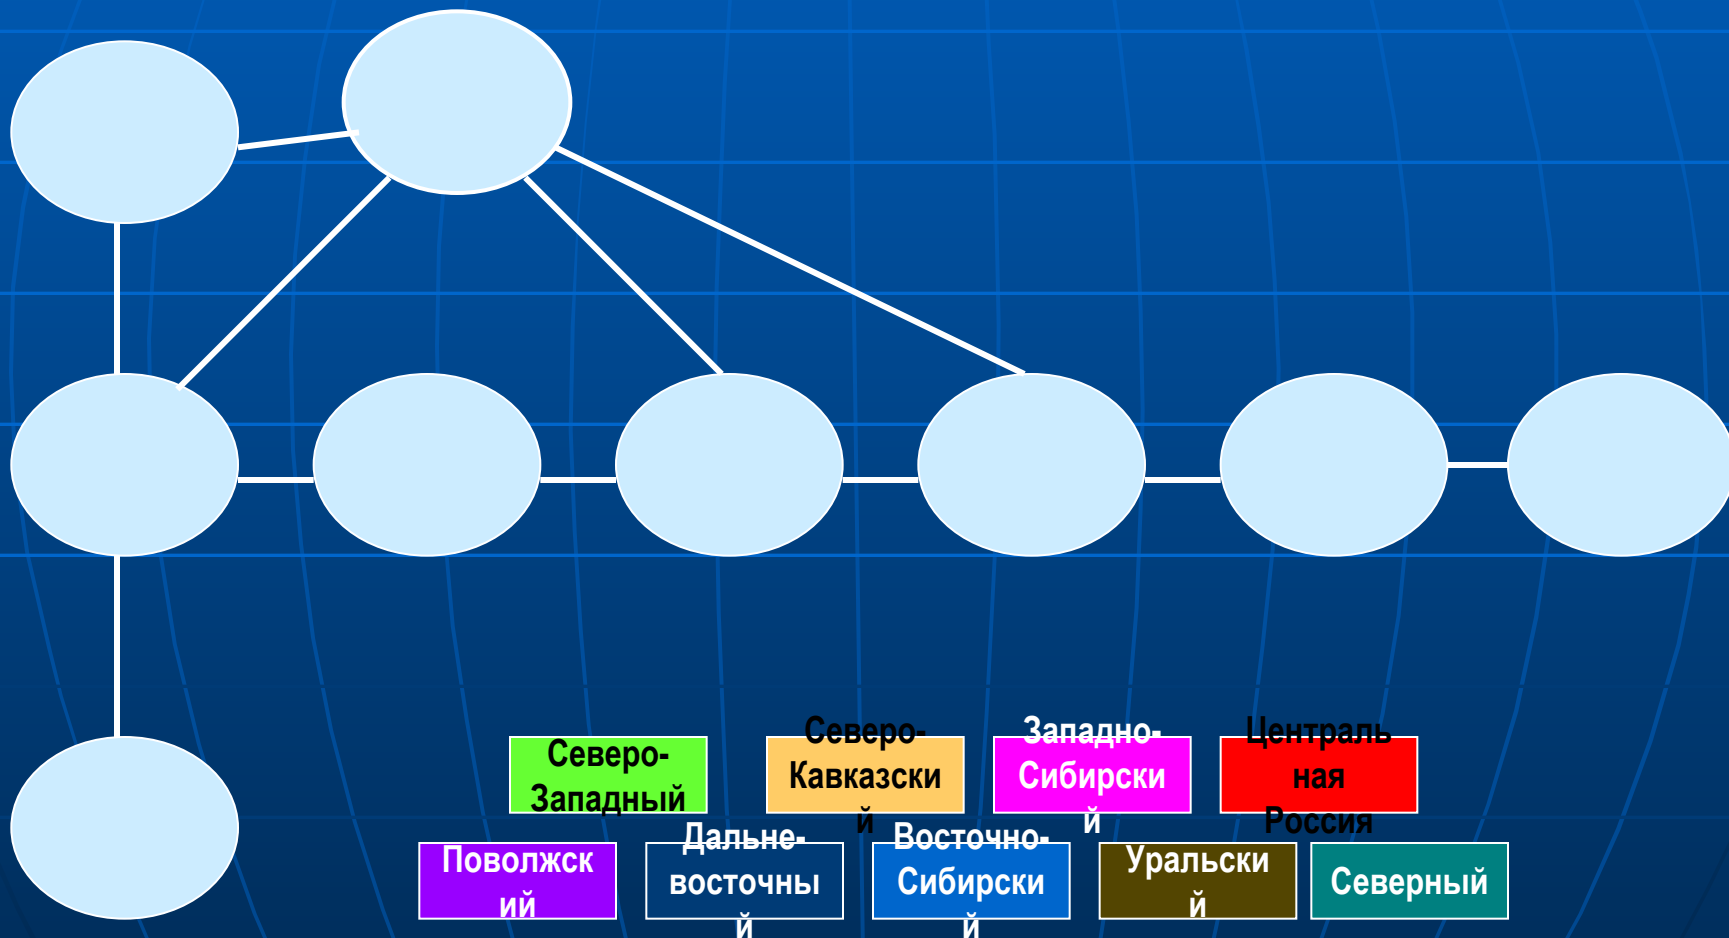 Северо-
Западный
Северо-
Кавказски
й
Западно-
Сибирски
й
Централь
ная
Россия
Поволжск
ий
Дальне-
восточны
й
Восточно-
Сибирски
й
Уральски
й
Северный